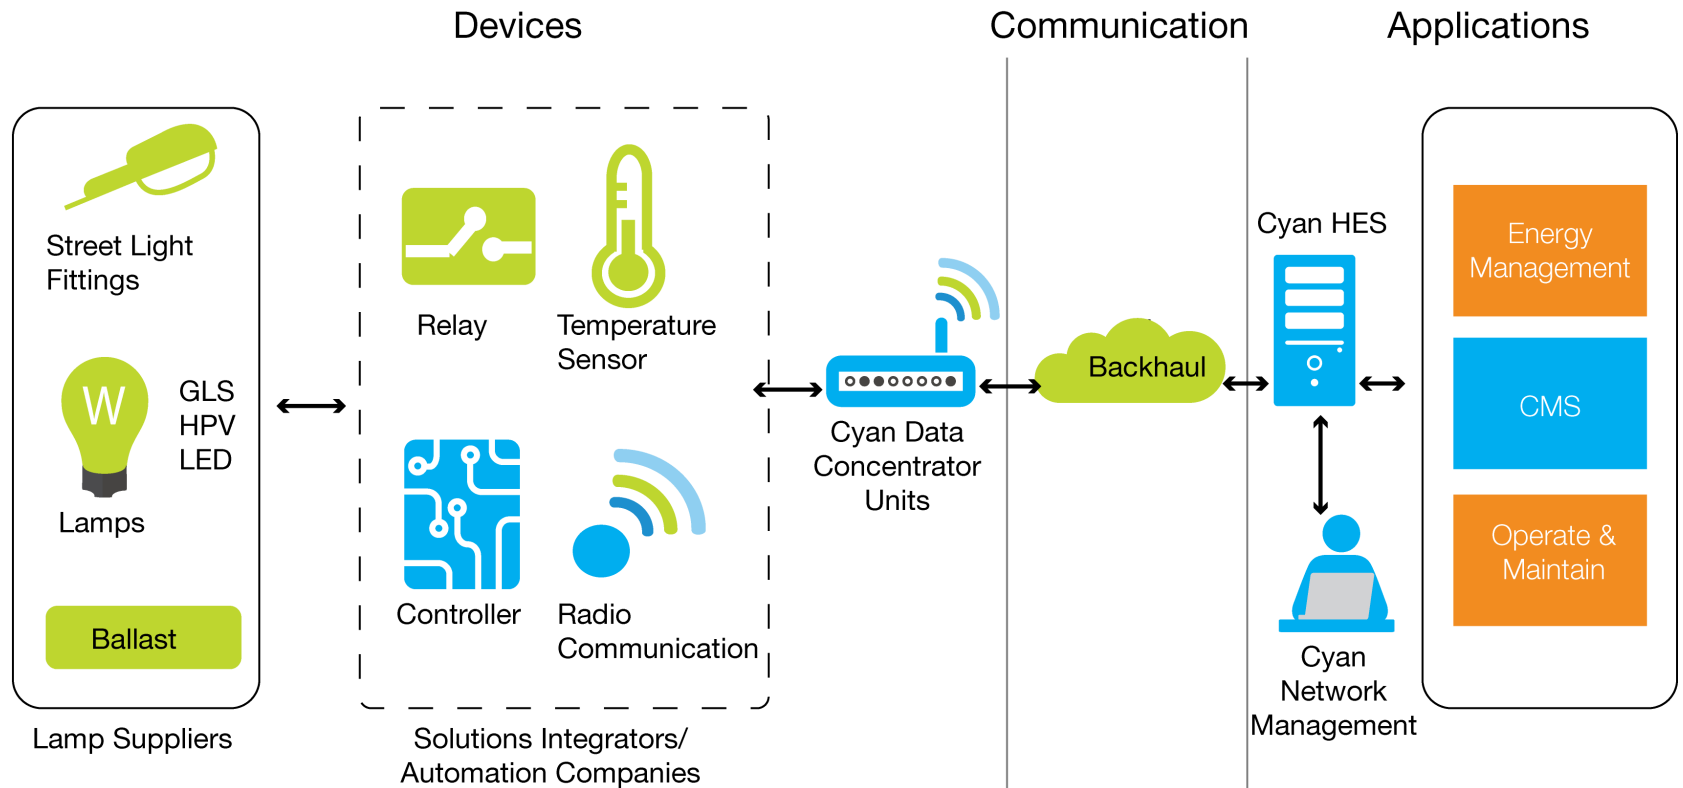 Devices
Communication
Applications
Street Light
Fittings
W
GLS
HPV
LED
Lamps
Ballast
Lamp Suppliers
Relay
Temperature
Sensor
Controller
Radio
Communication
Solutions Integrators/
Automation Companies
Cyan Data
Concentrator
Units
Backhaul
Cyan HES
Cyan
Network
Management
Energy
Management
CMS
Operate &
Maintain